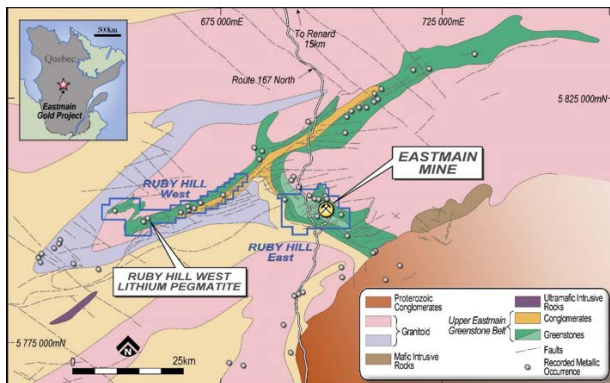 500km
Quebec
Eastmain
Gold Project
675 000mE
725 000mE
To Renard
15km
Route 167 North
5 825 000mN
EASTMAIN
MINE
RUBY HILL
West
RUBY HILL
East
RUBY HILL WEST
LITHIUM PEGMATITE
5 775 000mN
N
0
25km
Proterozoic
Conglomerates
Granitoid
Mafic Intrusive
Rocks
Ultramafic Intrusive
Rocks
Upper Eastmain
Greenstone Belt
Conglomerates
Greenstones
Faults
Recorded Metallic
Occurrence